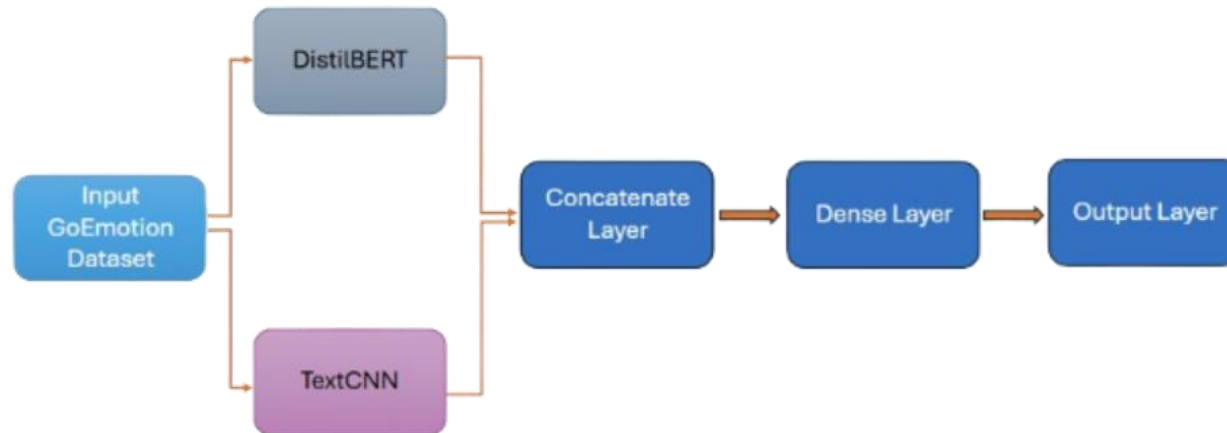 DistilBERT
Input
GoEmotion
Dataset
TextCNN
Concatenate
Layer
Dense Layer
Output Layer